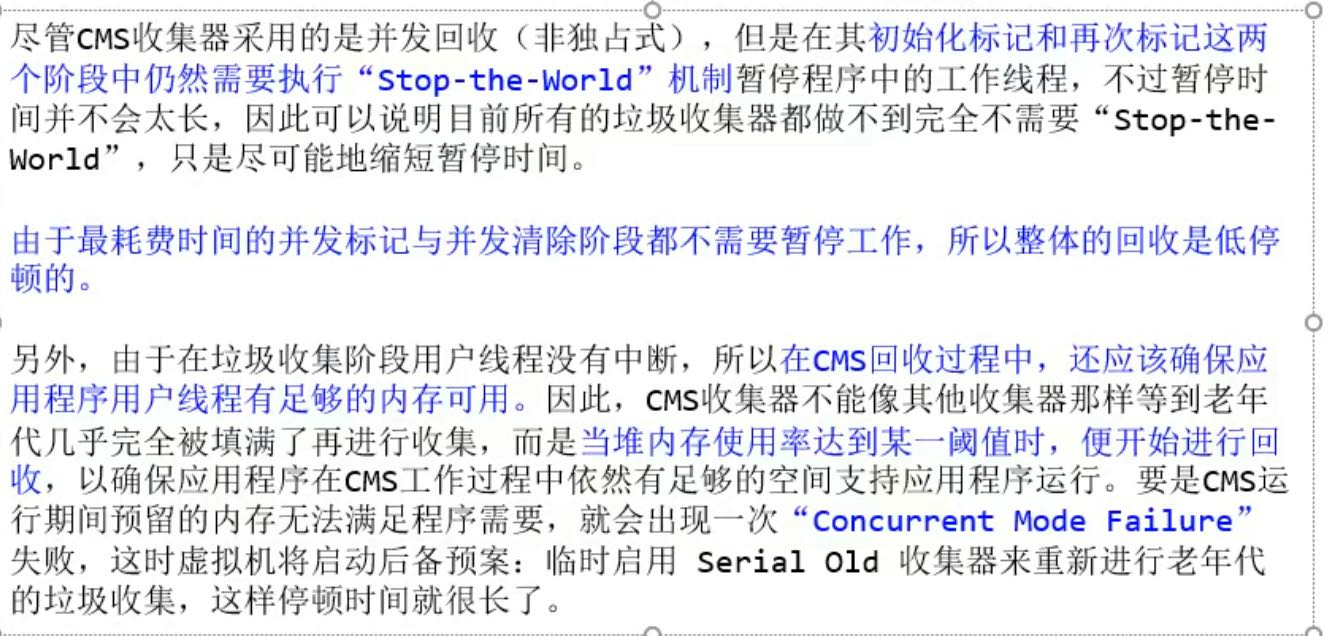 尽管CMS收集器采用的是并发回收（非独占式），但是在其初始化标记和再次标记这两
个阶段中仍然需要执行“Stop-the-World”机制暂停程序中的工作线程，不过暂停时
间并不会太长，因此可以说明目前所有的垃圾收集器都做不到完全不需要“Stop-the-
World”，只是尽可能地缩短暂停时间。
由于最耗费时间的并发标记与并发清除阶段都不需要暂停工作，所以整体的回收是低停
顿的。
另外，由于在垃圾收集阶段用户线程没有中断，所以在CMS回收过程中，还应该确保应
用程序用户线程有足够的内存可用。因此，CMS收集器不能像其他收集器那样等到老年
代几乎完全被填满了再进行收集，而是当堆内存使用率达到某一阈值时，便开始进行回
收，以确保应用程序在CMS工作过程中依然有足够的空间支持应用程序运行。要是CMS运
行期间预留的内存无法满足程序需要，就会出现一次“Concurrent Mode Failure”
失败，这时虚拟机将启动后备预案：临时启用 Serial Old 收集器来重新进行老年代
的垃圾收集，这样停顿时间就很长了。